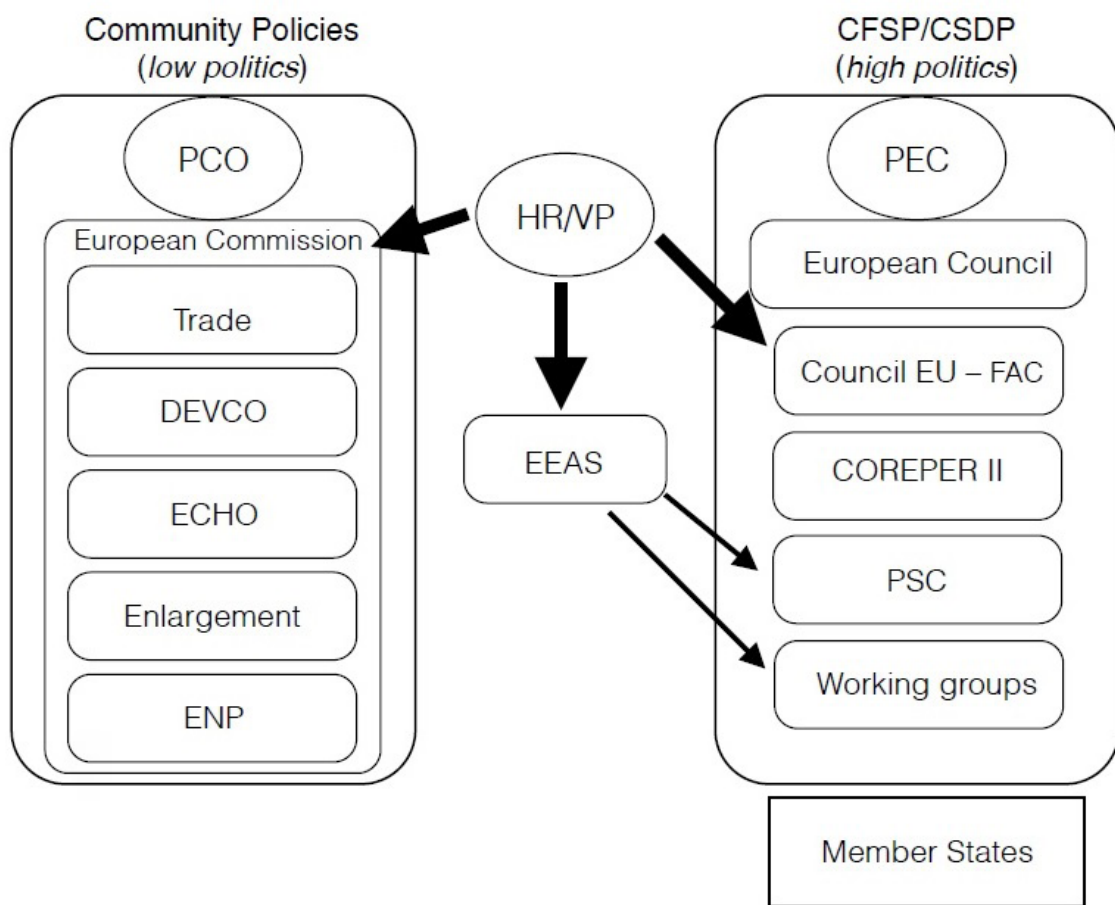 Community Policies
(low politics)
PCO
European Commission
Trade
DEVCO
ECHO
Enlargement
ENP
HR/VP
EEAS
CFSP/CSDP
(high politics)
PEC
European Council
Council EU – FAC
COREPER II
PSC
Working groups
Member States